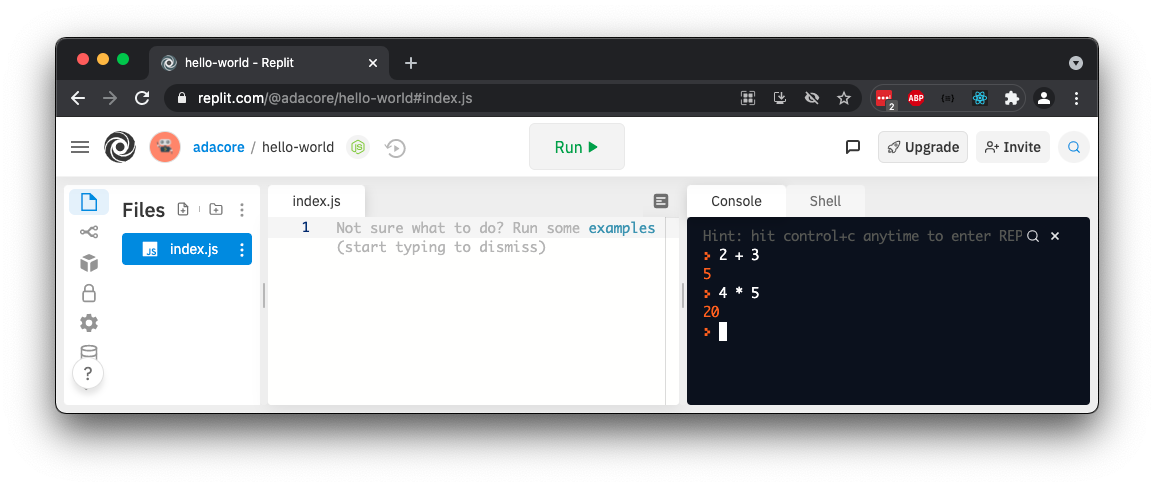 hello-world - Replit
replit.com/@adacore/hello-world#index.js
2
ABP
adacore / hello-world
JS
Run
Upgrade
Invite
Files
JS index.js
?
index.js
1 Not sure what to do? Run some examples
(start typing to dismiss)
Console Shell
Hint: hit control+c anytime to enter REP
2 + 3
5
4 * 5
20